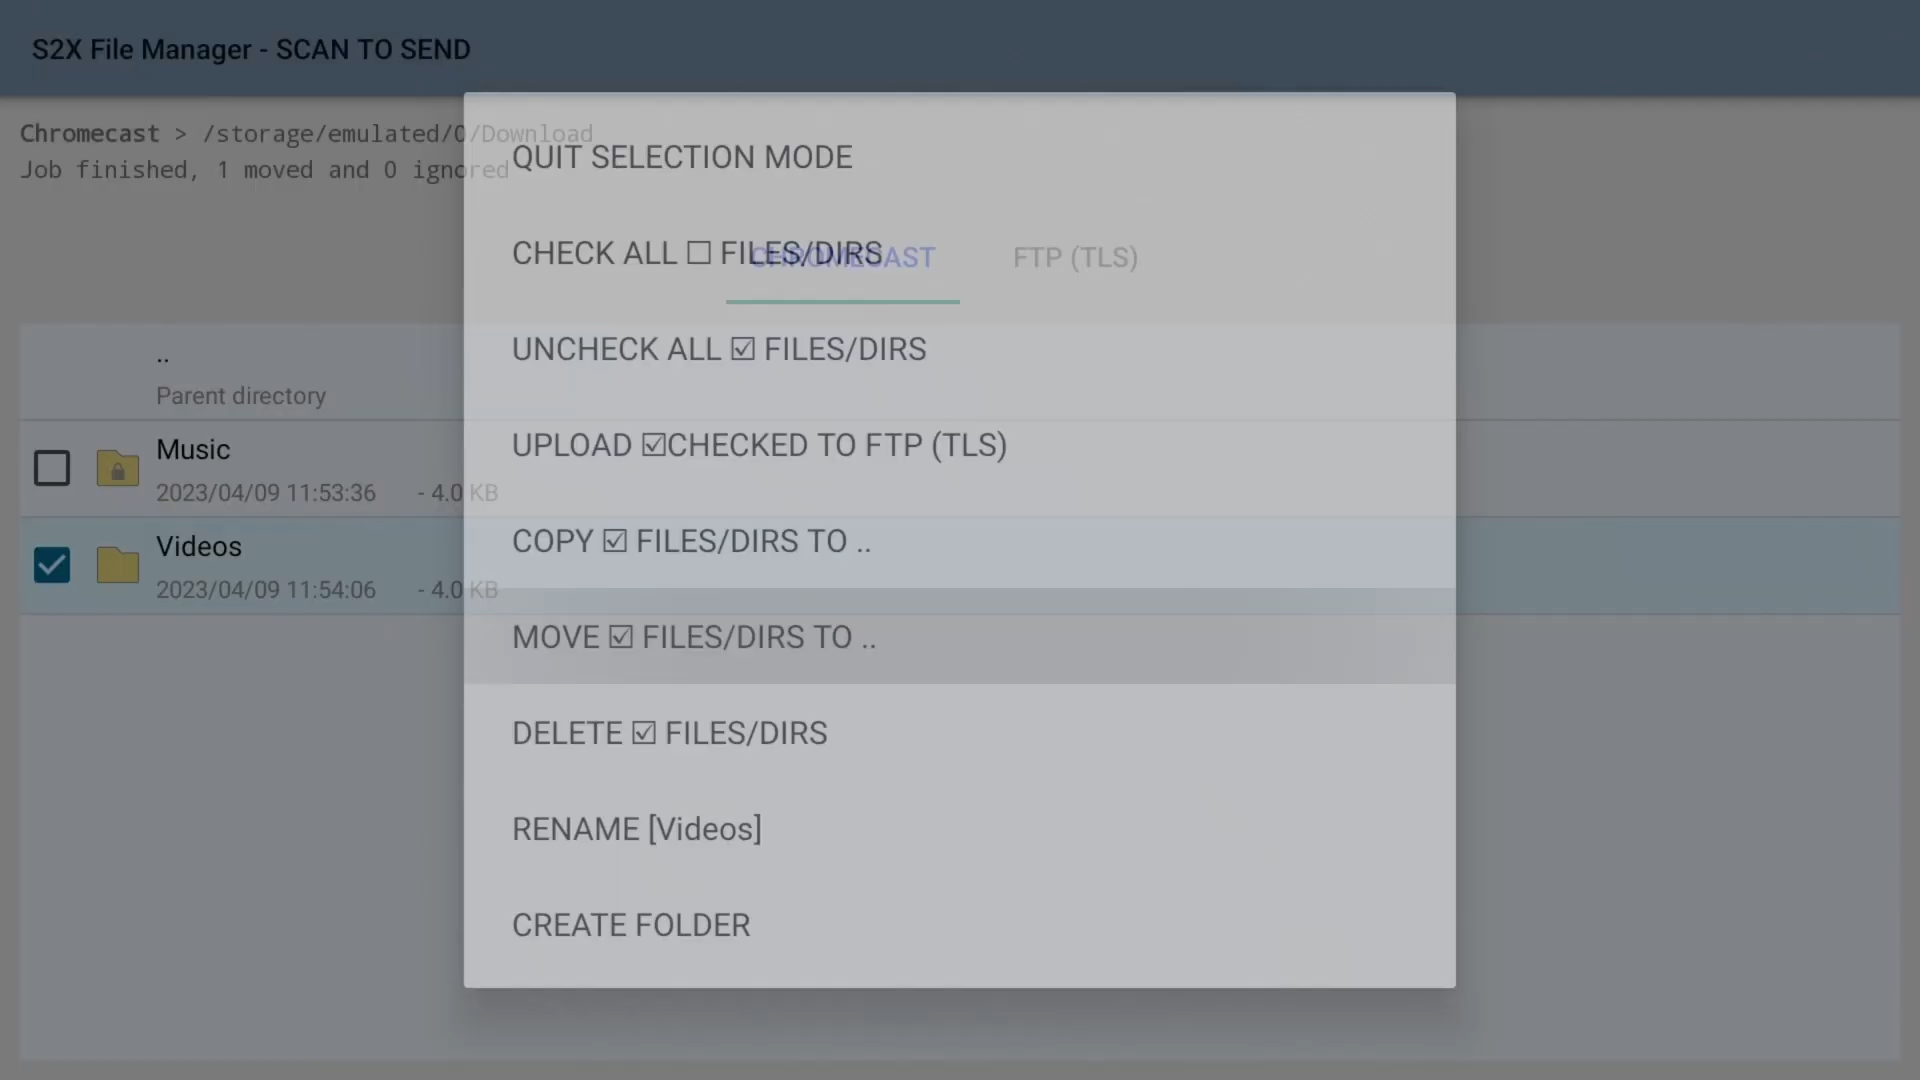 S2X File Manager - SCAN TO SEND
Chromecast > /storage/emulated/0/Download
Job finished, 1 moved and 0 ignored
QUIT SELECTION MODE
CHECK ALL ☐ FILES/DIRS
CHROMECAST
FTP (TLS)
UNCHECK ALL ☑ FILES/DIRS
..
Parent directory
UPLOAD ☑CHECKED TO FTP (TLS)
Music
2023/04/09 11:53:36 - 4.0 KB
COPY ☑ FILES/DIRS TO ..
Videos
2023/04/09 11:54:06 - 4.0 KB
MOVE ☑ FILES/DIRS TO ..
DELETE ☑ FILES/DIRS
RENAME [Videos]
CREATE FOLDER